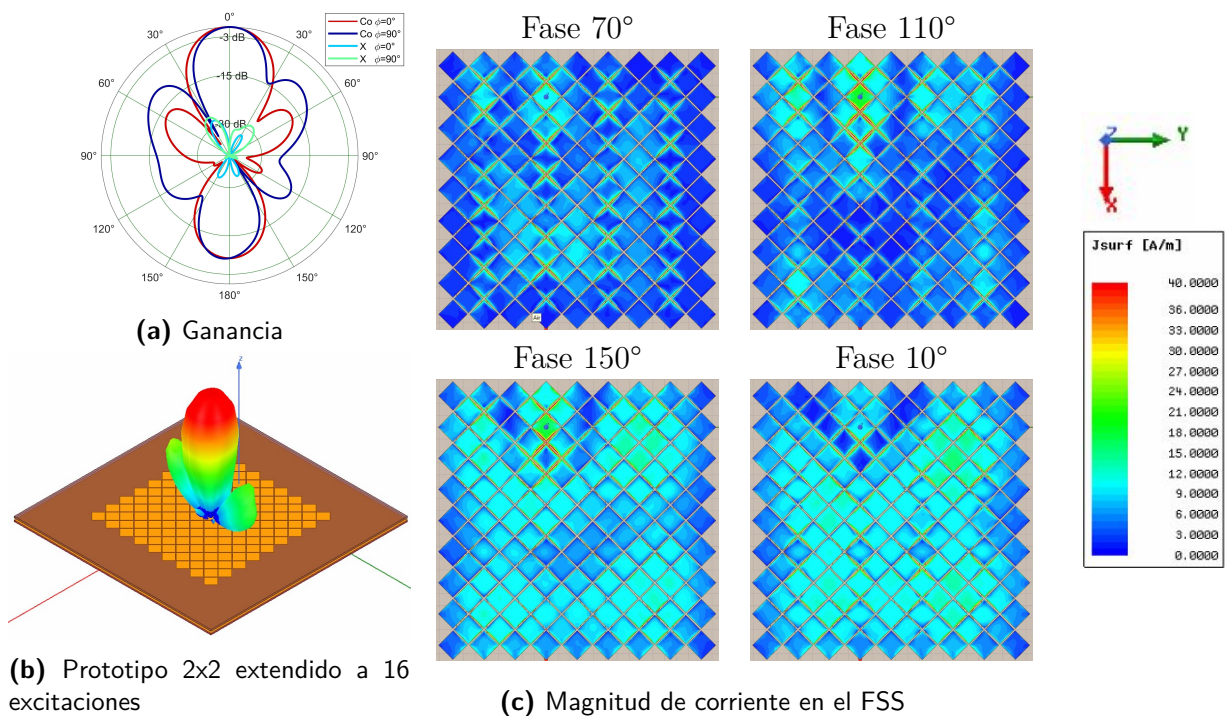 0°
30°
30°
60°
60°
90°
90°
120°
120°
150°
150°
180°
-3 dB
-15 dB
-30 dB
Co ϕ=0°
Co ϕ=90°
X ϕ=0°
X ϕ=90°
(a) Ganancia
z
(b) Prototipo 2x2 extendido a 16
excitaciones
Fase 70°
Fase 110°
Air
Fase 150°
Fase 10°
(c) Magnitud de corriente en el FSS
Z
Y
X
Jsurf [A/m]
40.0000
36.0000
33.0000
30.0000
27.0000
24.0000
21.0000
18.0000
15.0000
12.0000
9.0000
6.0000
3.0000
0.0000